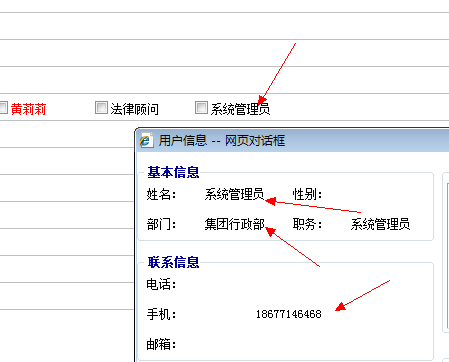 黄莉莉 法律顾问 系统管理员
用户信息 -- 网页对话框
基本信息
姓名： 系统管理员 性别：
部门： 集团行政部 职务： 系统管理员
联系信息
电话：
手机： 18677146468
邮箱：